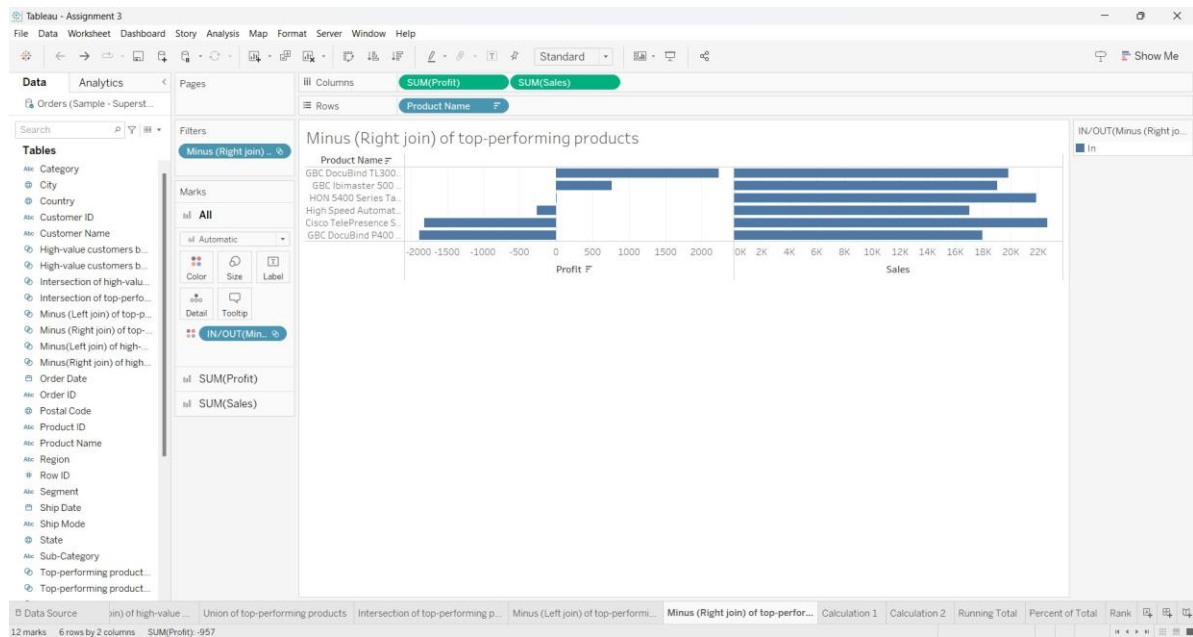 Tableau - Assignment 3
File Data Worksheet Dashboard Story Analysis Map Format Server Window Help
Standard
Show Me
Data Analytics
Orders (Sample - Superst...
Search
Tables
Category
City
Country
Customer ID
Customer Name
High-value customers b...
High-value customers b...
Intersection of high-valu...
Intersection of top-perfo...
Minus (Left join) of top-p...
Minus (Right join) of top-...
Minus(Left join) of high-...
Minus(Right join) of high...
Order Date
Order ID
Postal Code
Product ID
Product Name
Region
Row ID
Segment
Ship Date
Ship Mode
State
Sub-Category
Top-performing product...
Top-performing product...
Pages
Filters
Minus (Right join) ..
Marks
All
Automatic
Color Size Label
Detail Tooltip
IN/OUT(Min..
SUM(Profit)
SUM(Sales)
Columns SUM(Profit) SUM(Sales)
Rows Product Name
Minus (Right join) of top-performing products
Product Name
GBC DocuBind TL300..
GBC Ibimaster 500 ..
HON 5400 Series Ta..
High Speed Automat..
Cisco TelePresence S..
GBC DocuBind P400 ..
-2000 -1500 -1000 -500 0 500 1000 1500 2000 0K 2K 4K 6K 8K 10K 12K 14K 16K 18K 20K 22K
Profit Sales
IN/OUT(Minus (Right jo...
In
Data Source oin) of high-value ... Union of top-performing products Intersection of top-performing p... Minus (Left join) of top-performi... Minus (Right join) of top-perfor... Calculation 1 Calculation 2 Running Total Percent of Total Rank
12 marks 6 rows by 2 columns SUM(Profit): -957